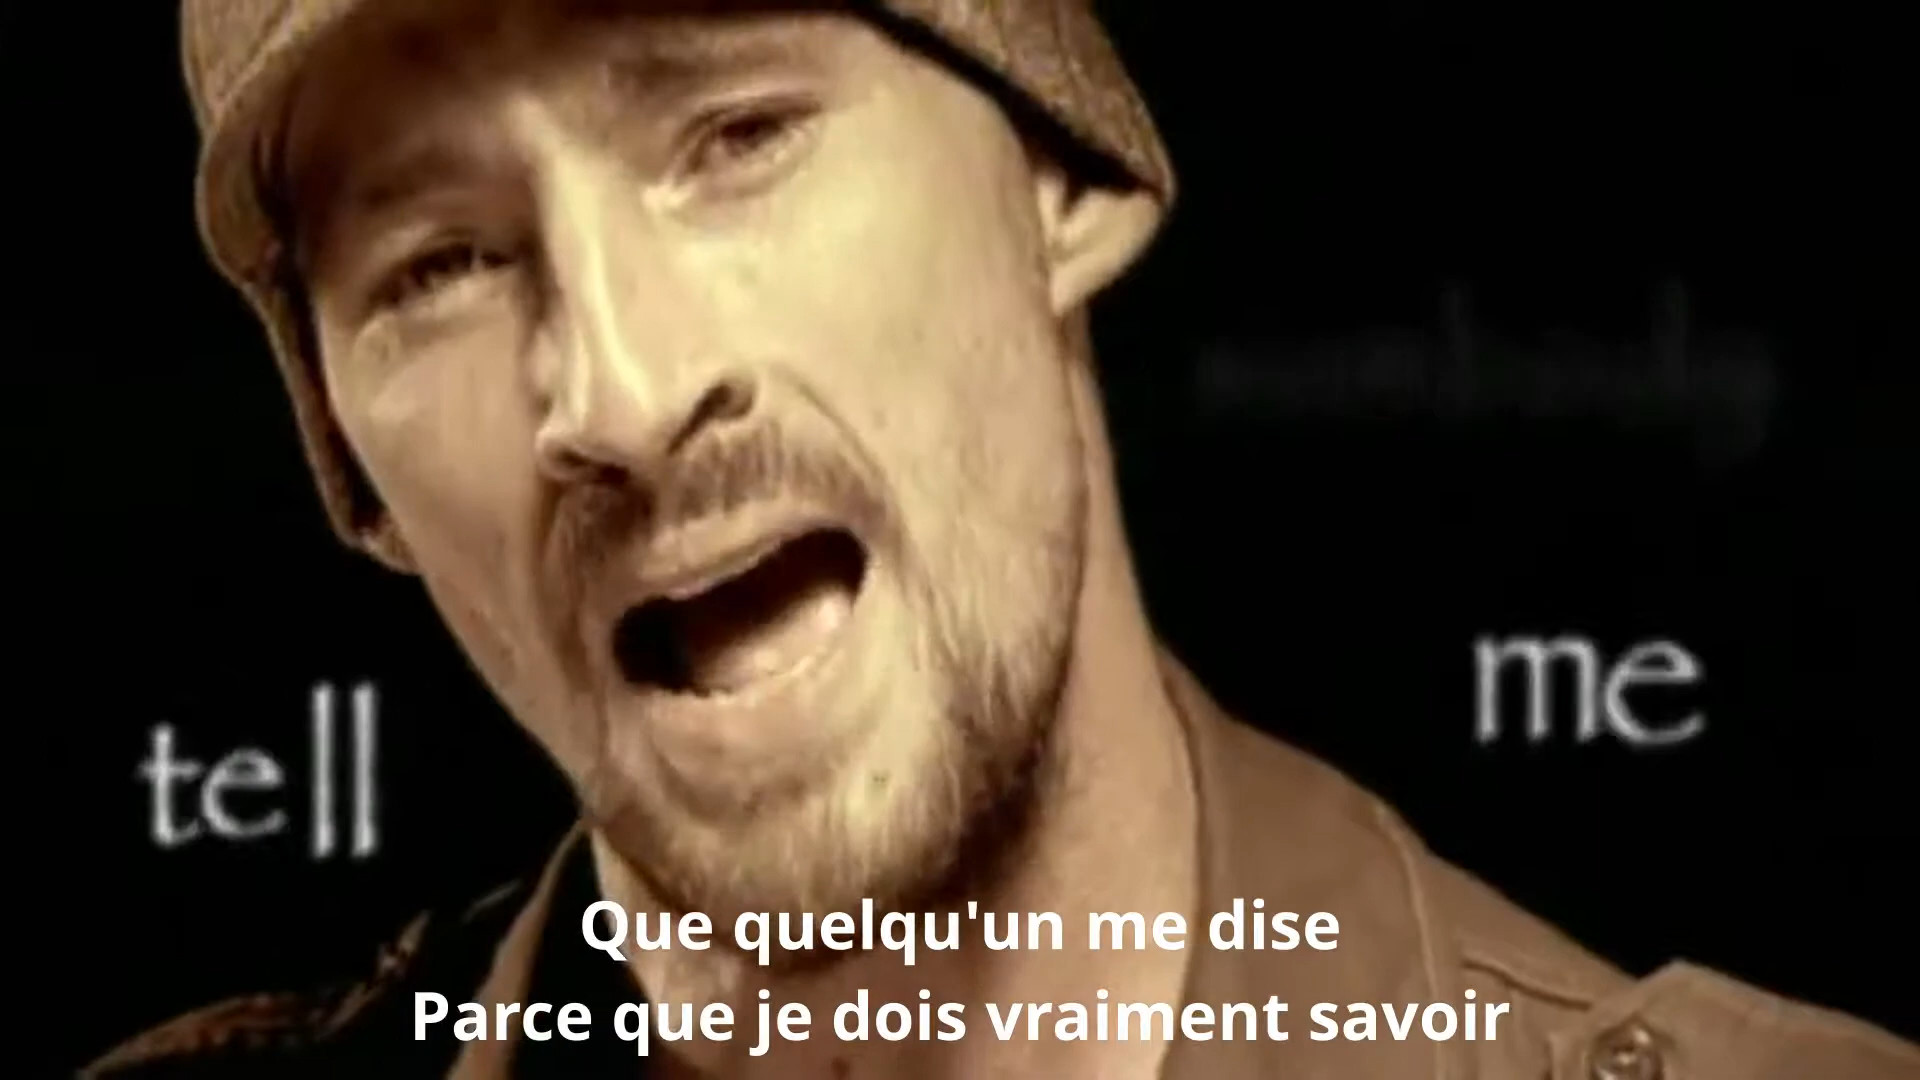 tell
me
Que quelqu'un me dise
Parce que je dois vraiment savoir